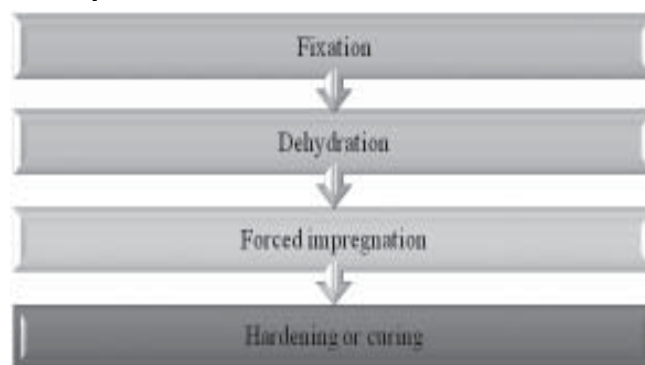 Fixation
Dehydration
Forced impregnation
Hardening or curing